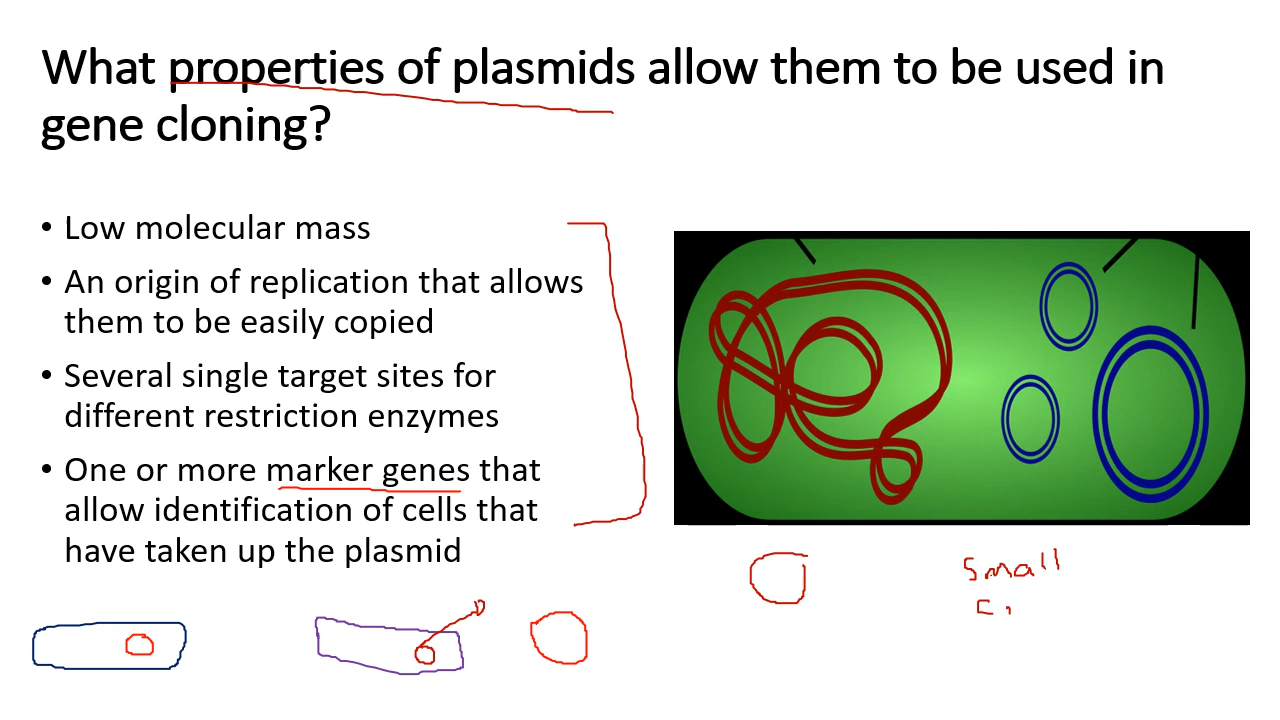 What properties of plasmids allow them to be used in
gene cloning?
• Low molecular mass
• An origin of replication that allows
them to be easily copied
• Several single target sites for
different restriction enzymes
• One or more marker genes that
allow identification of cells that
have taken up the plasmid
Small